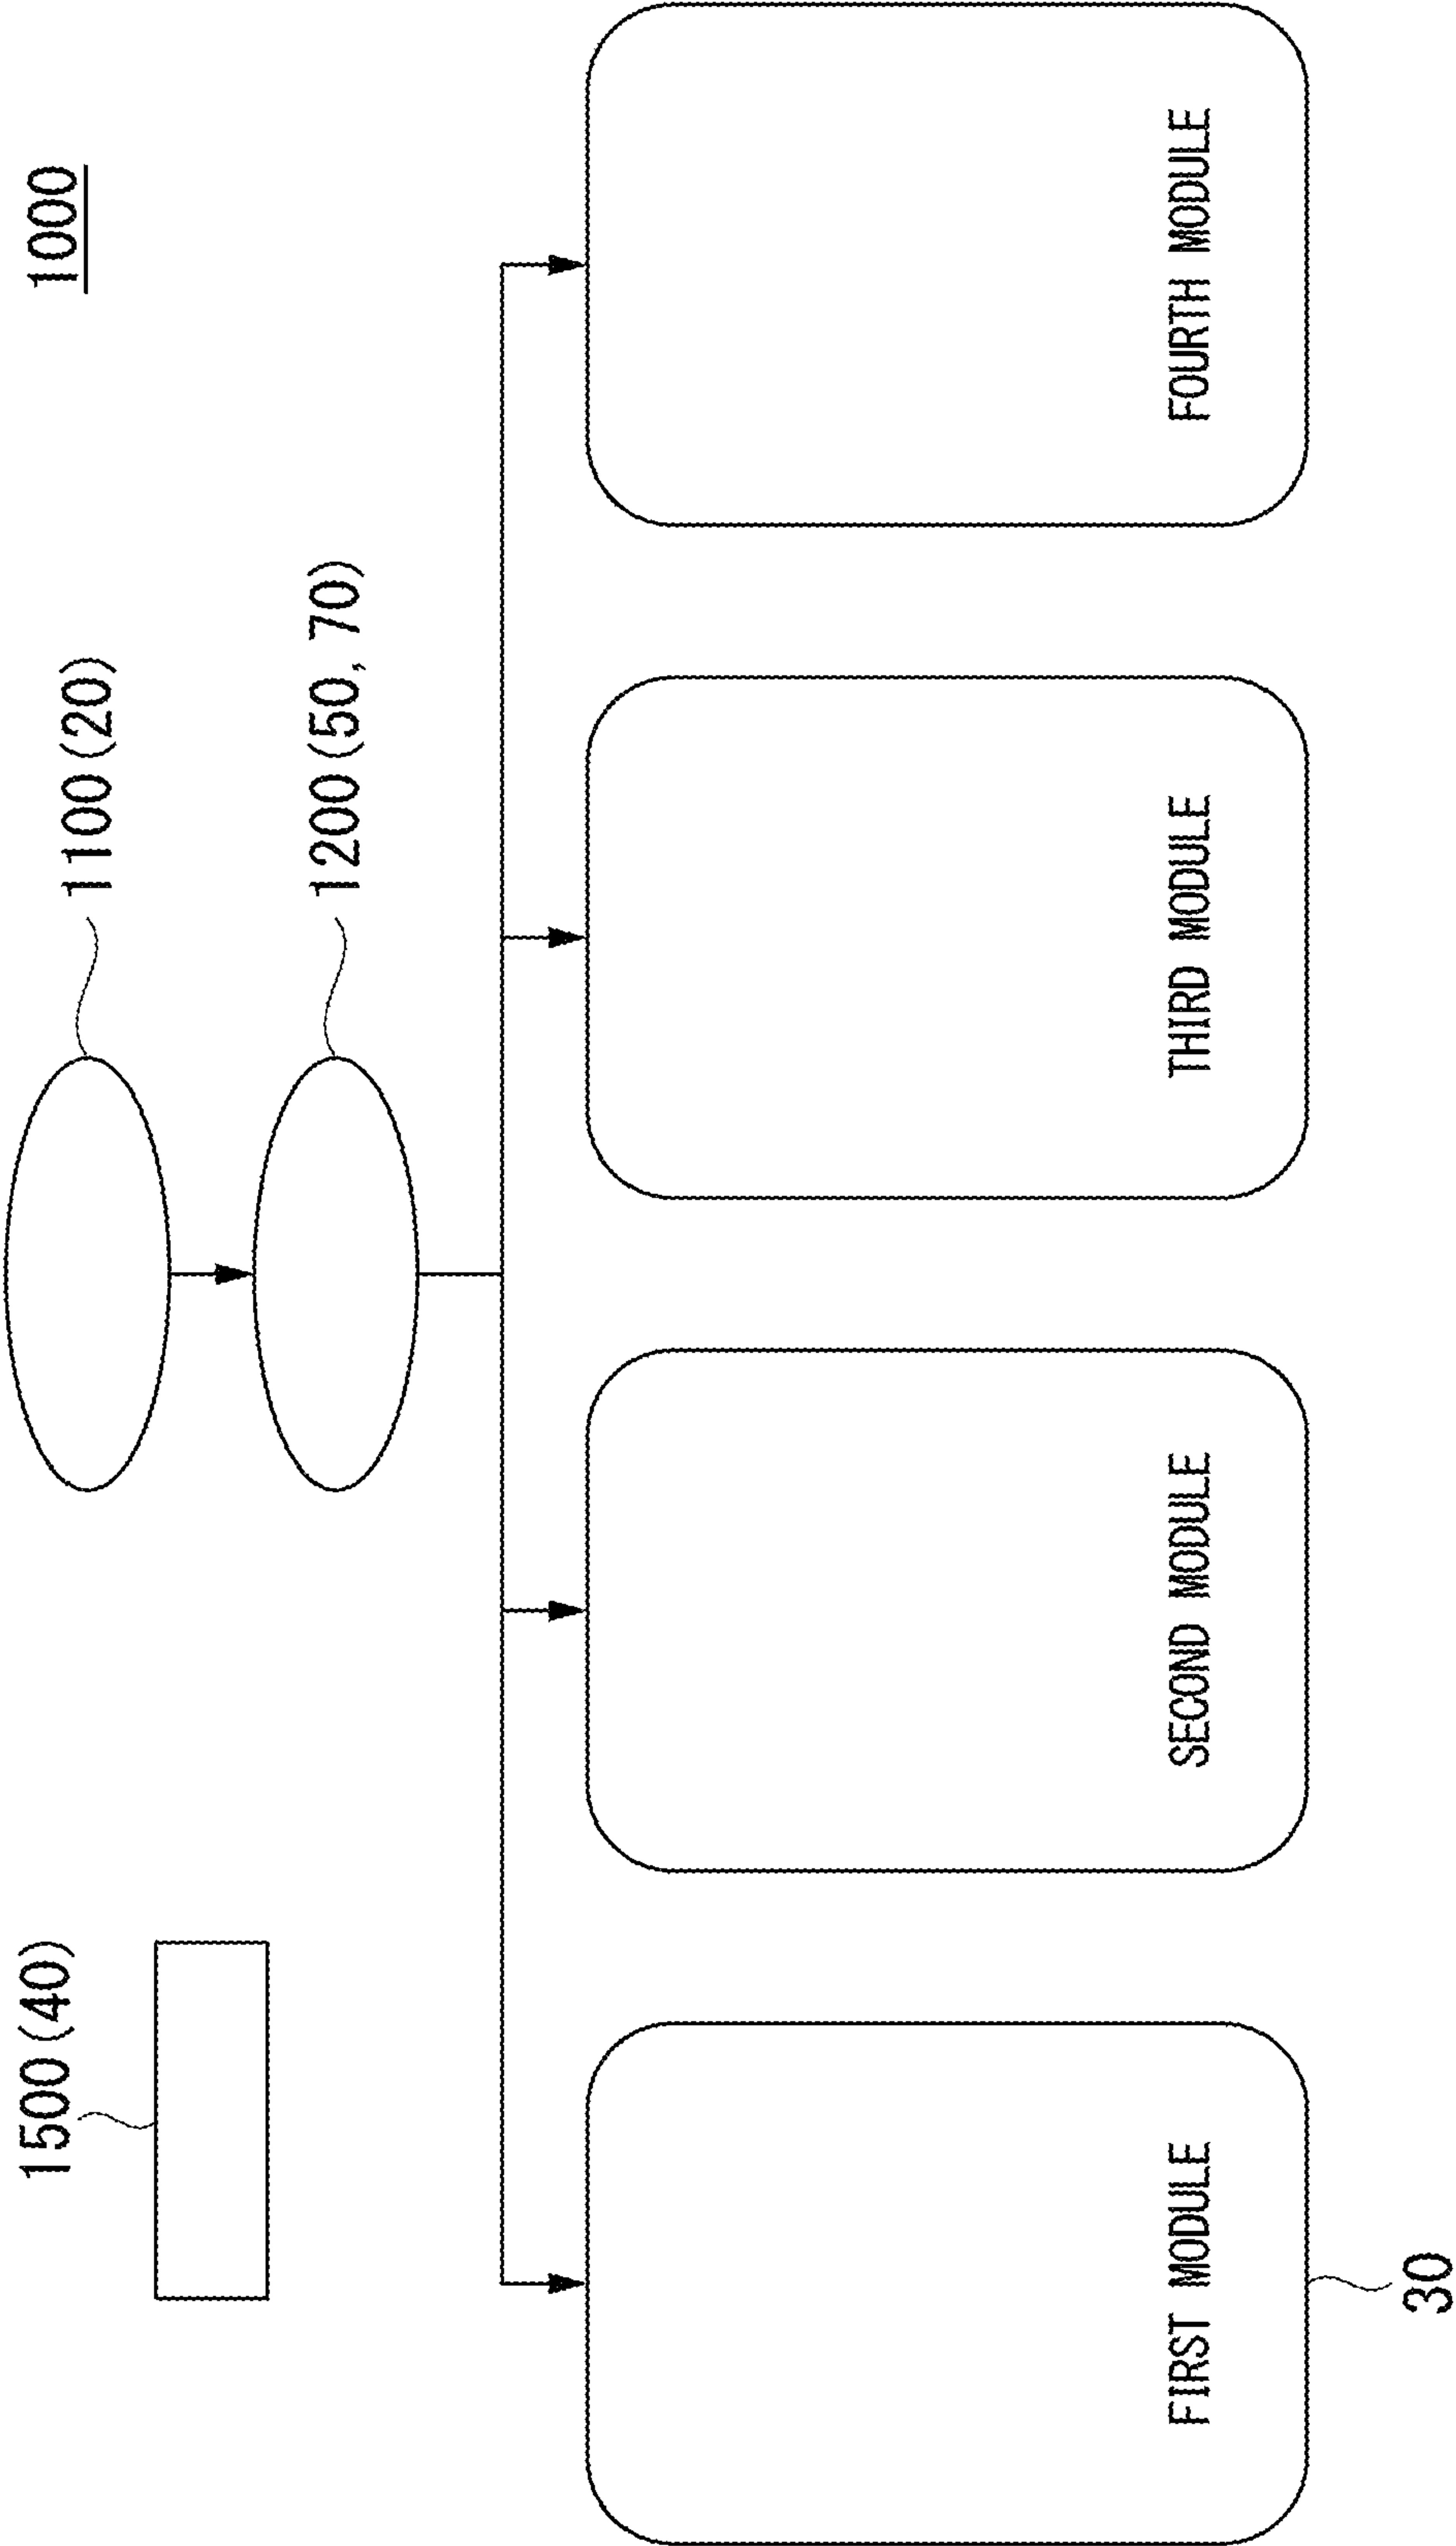 1000
1500(40)
1100(20)
1200(50, 70)
FIRST MODULE
SECOND MODULE
THIRD MODULE
FOURTH MODULE
30